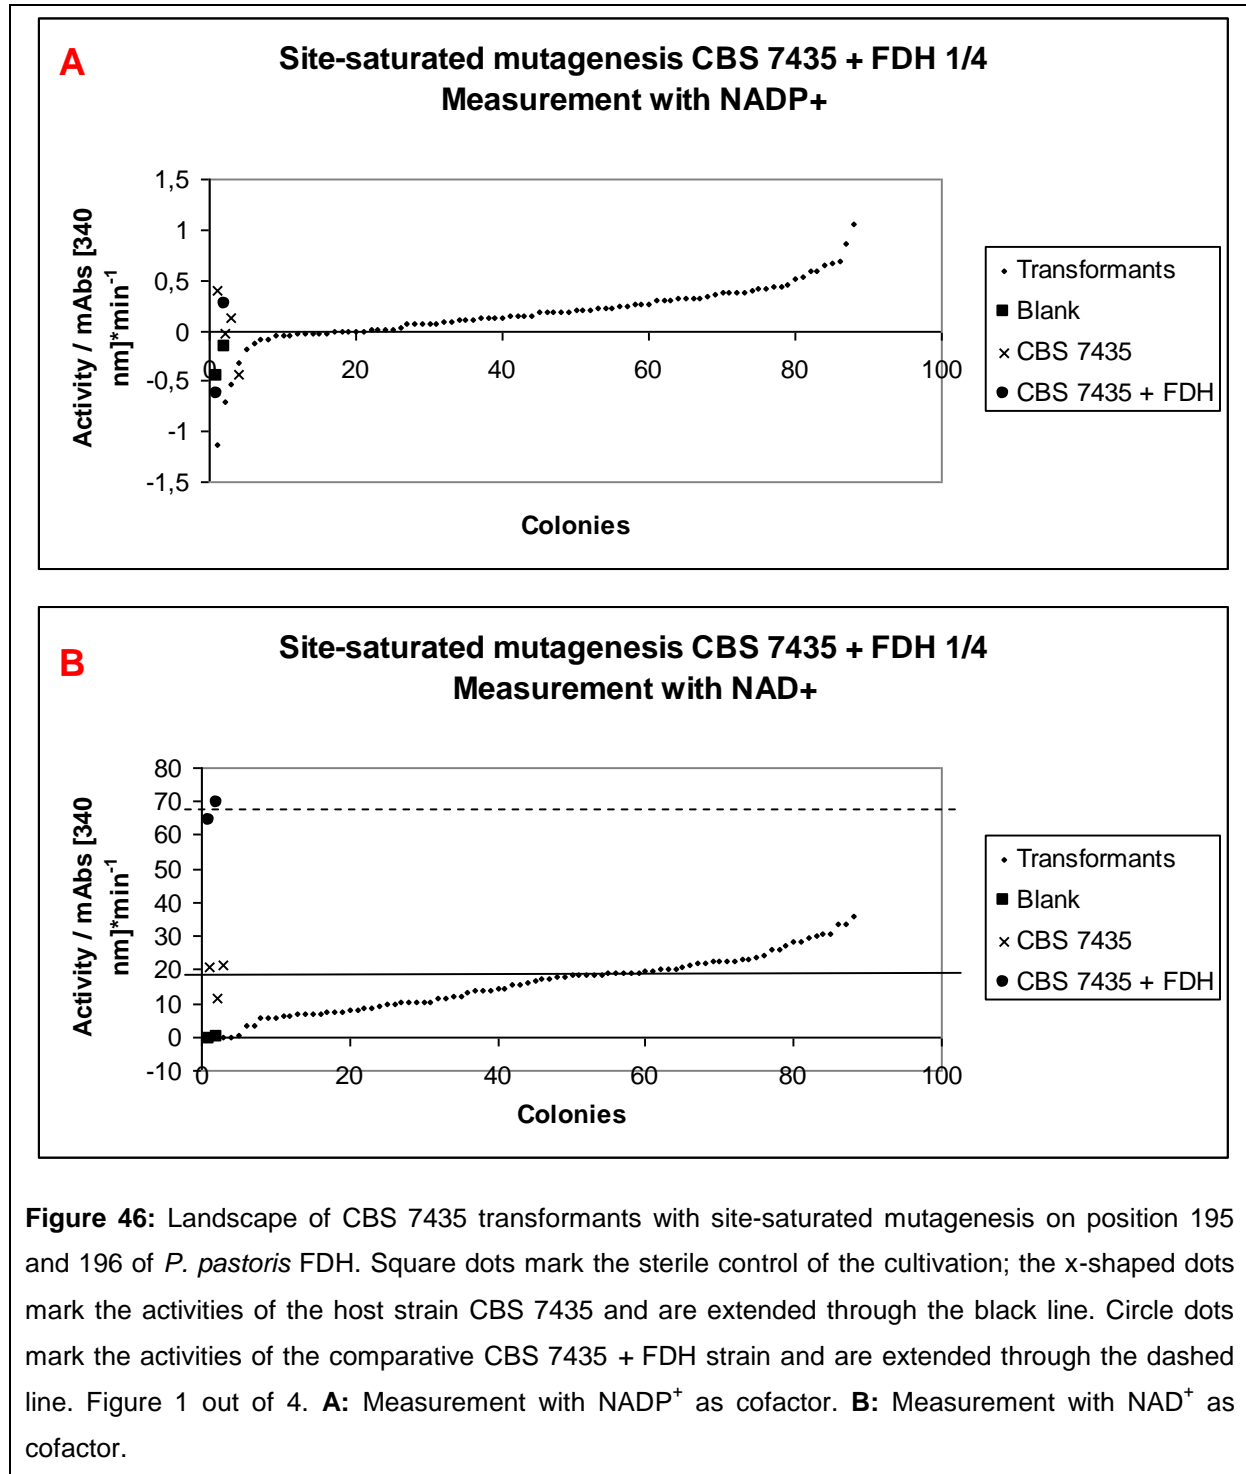 A
Site-saturated mutagenesis CBS 7435 + FDH 1/4
Measurement with NADP+
Activity / mAbs [340
nm]*min-1
1,5
1
0,5
0
-0,5
-1
-1,5
0
20
40
60
80
100
Colonies
Transformants
Blank
CBS 7435
CBS 7435 + FDH
B
Site-saturated mutagenesis CBS 7435 + FDH 1/4
Measurement with NAD+
Activity / mAbs [340
nm]*min-1
80
70
60
50
40
30
20
10
0
-10
0
20
40
60
80
100
Colonies
Transformants
Blank
CBS 7435
CBS 7435 + FDH
Figure 46: Landscape of CBS 7435 transformants with site-saturated mutagenesis on position 195
and 196 of P. pastoris FDH. Square dots mark the sterile control of the cultivation; the x-shaped dots
mark the activities of the host strain CBS 7435 and are extended through the black line. Circle dots
mark the activities of the comparative CBS 7435 + FDH strain and are extended through the dashed
line. Figure 1 out of 4. A: Measurement with NADP+ as cofactor. B: Measurement with NAD+ as
cofactor.